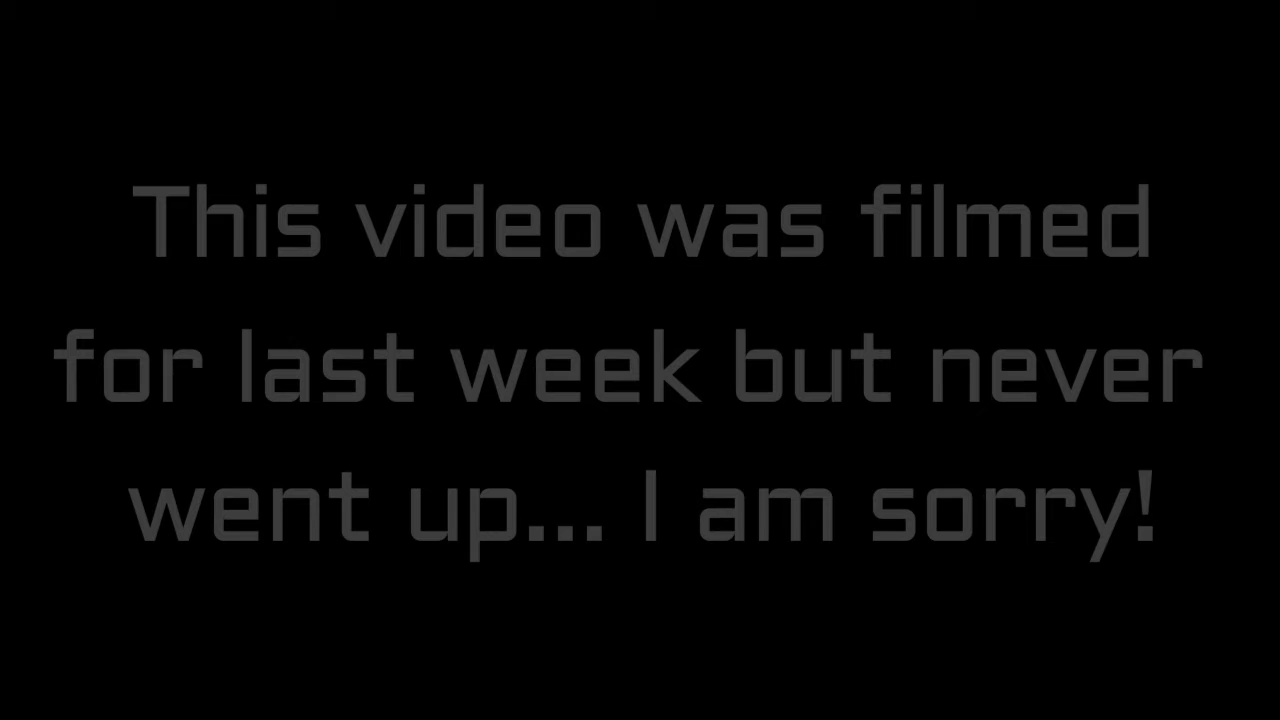 This video was filmed
for last week but never
went up... I am sorry!